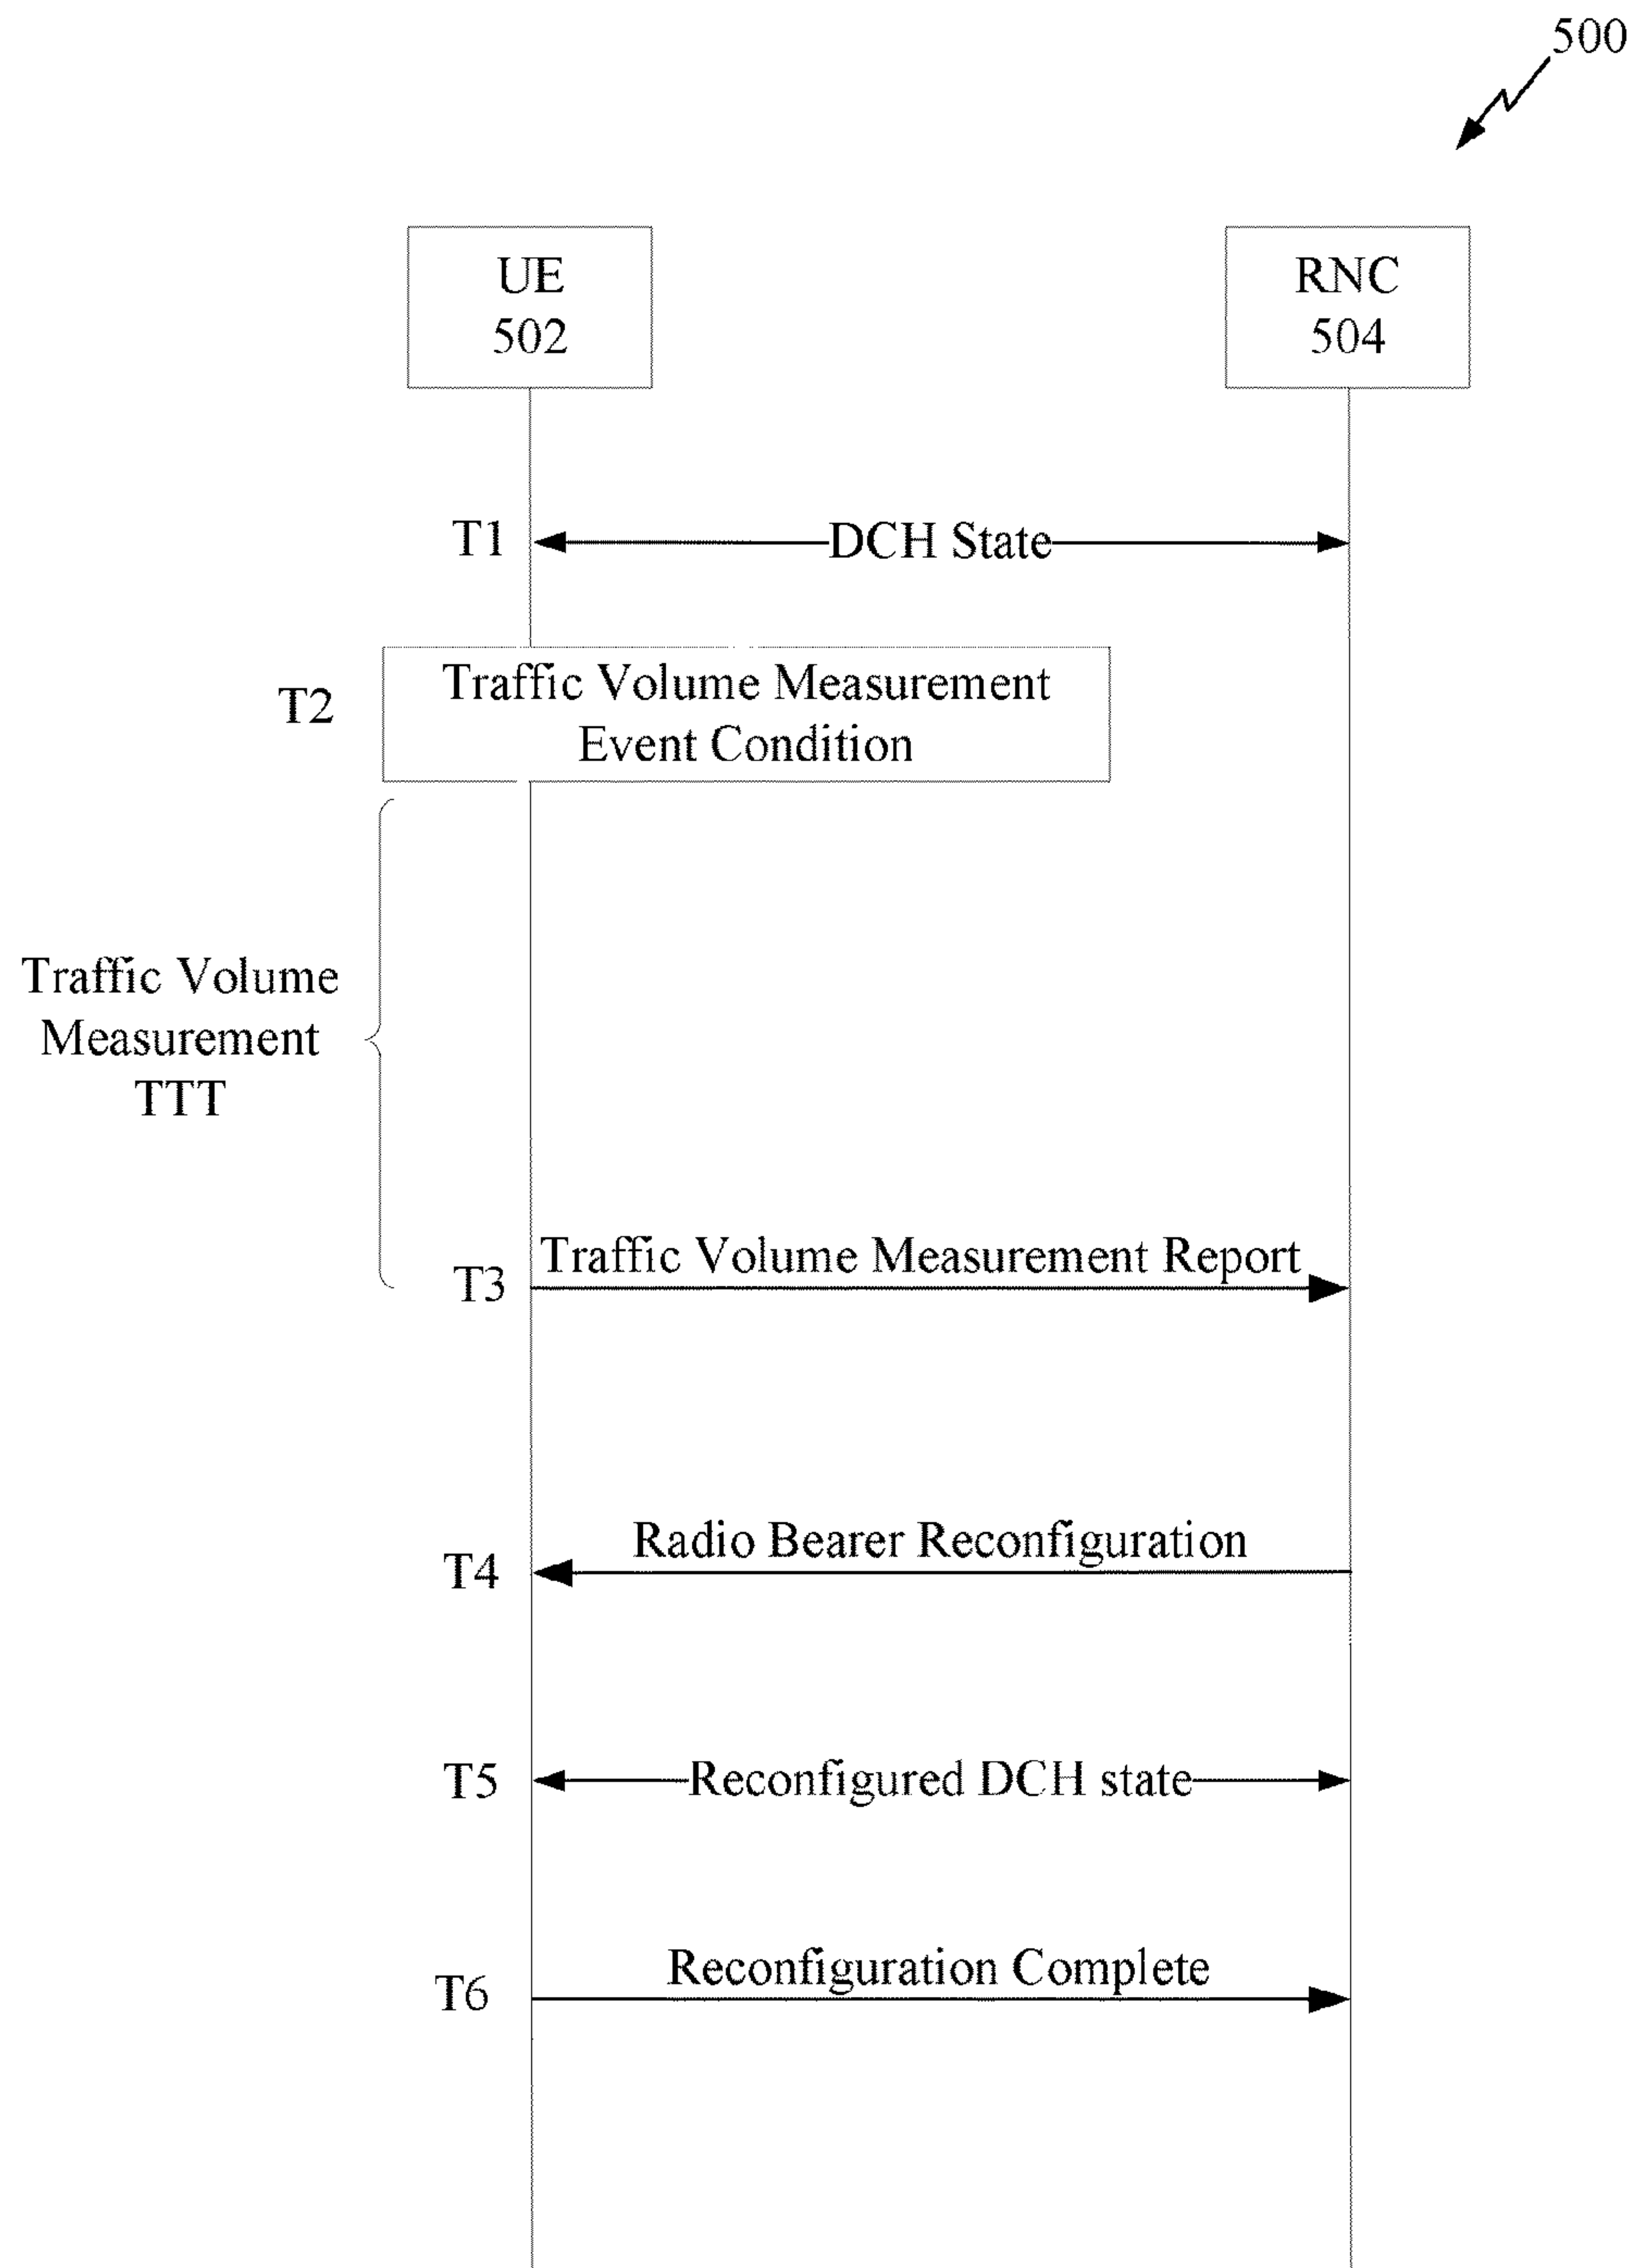 500
UE
502
RNC
504
T1
DCH State
T2
Traffic Volume Measurement
Event Condition
Traffic Volume
Measurement
TTT
T3
Traffic Volume Measurement Report
T4
Radio Bearer Reconfiguration
T5
Reconfigured DCH state
T6
Reconfiguration Complete